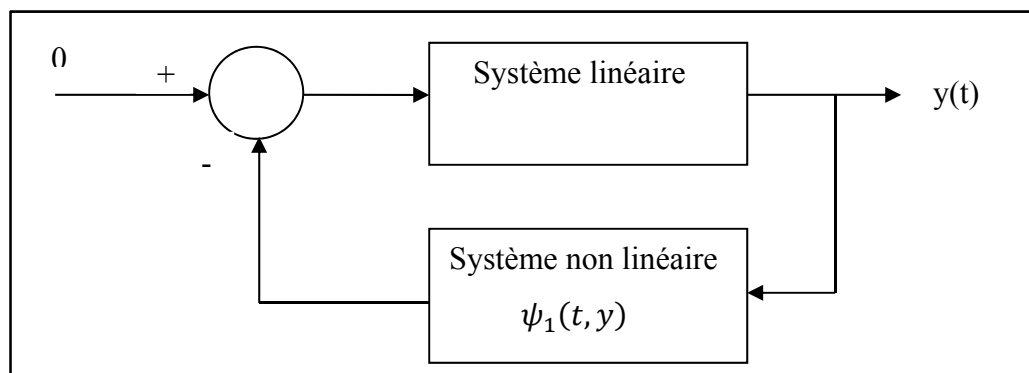 0
+
-
Système linéaire
y(t)
Système non linéaire
𝜓₁(𝑡, 𝑦)